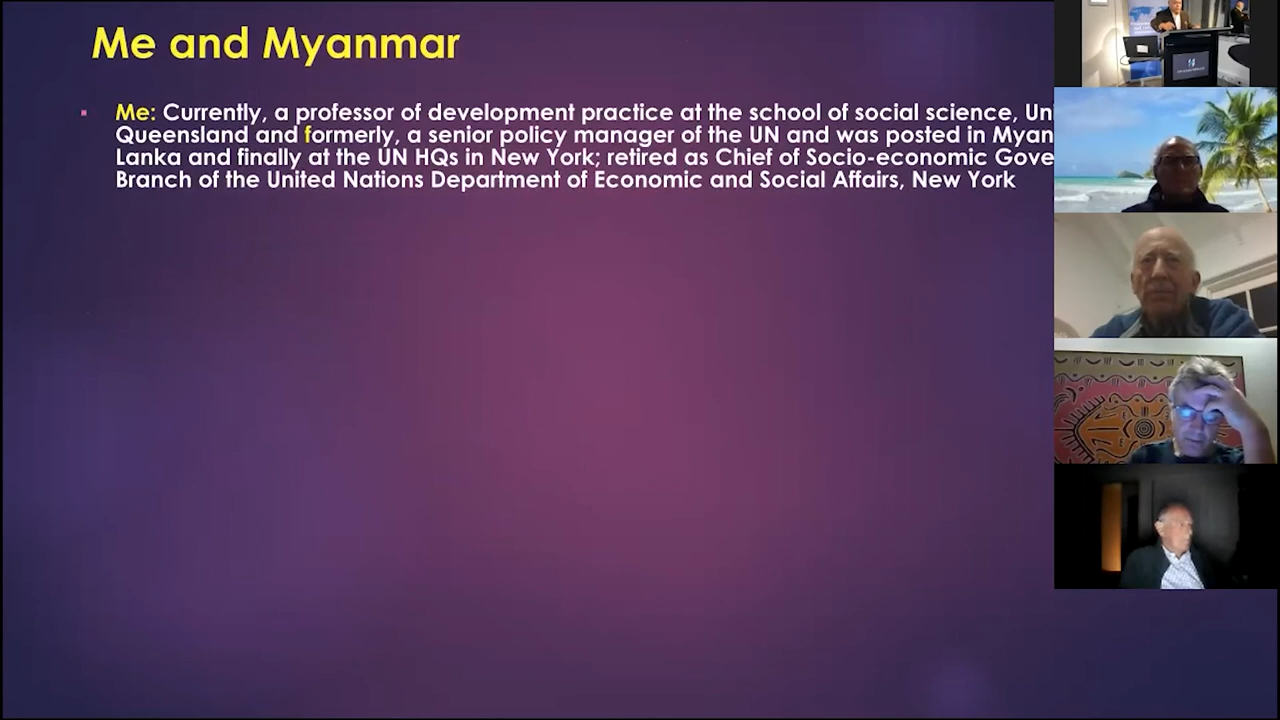 Me and Myanmar
Me: Currently, a professor of development practice at the school of social science,
Queensland and formerly, a senior policy manager of the UN and was posted in
Lanka and finally at the UN HQs in New York; retired as Chief of Socio-economic
Branch of the United Nations Department of Economic and Social Affairs, New York